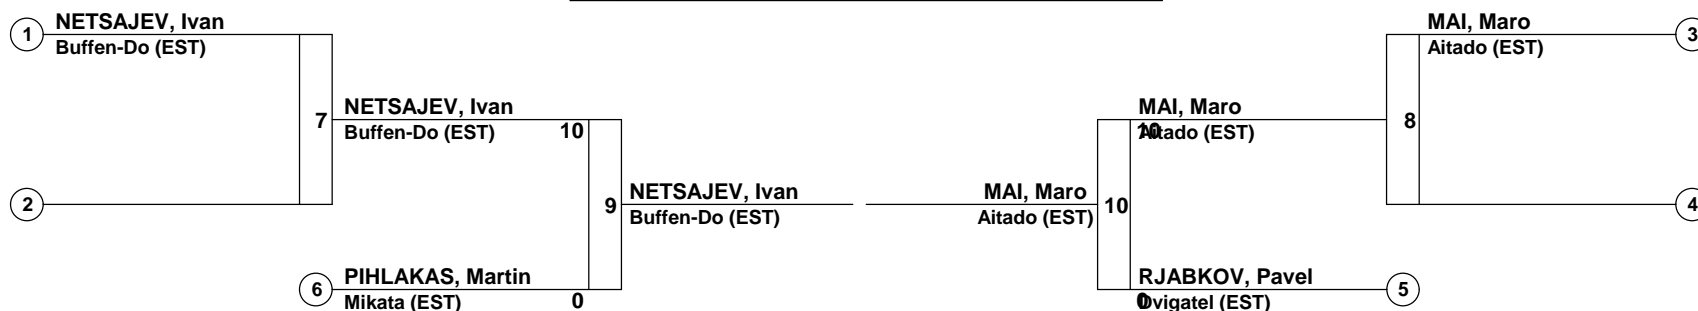 NETSAJEV, Ivan
1
Buffen-Do (EST)
MAI, Maro
3
Aitado (EST)
NETSAJEV, Ivan
7
Buffen-Do (EST)
10
MAI, Maro
10
Aitado (EST)
8
NETSAJEV, Ivan
2
9
Buffen-Do (EST)
MAI, Maro
10
Aitado (EST)
4
PIHLAKAS, Martin
6
Mikata (EST)
0
RJABKOV, Pavel
0
Dvigatel (EST)
5